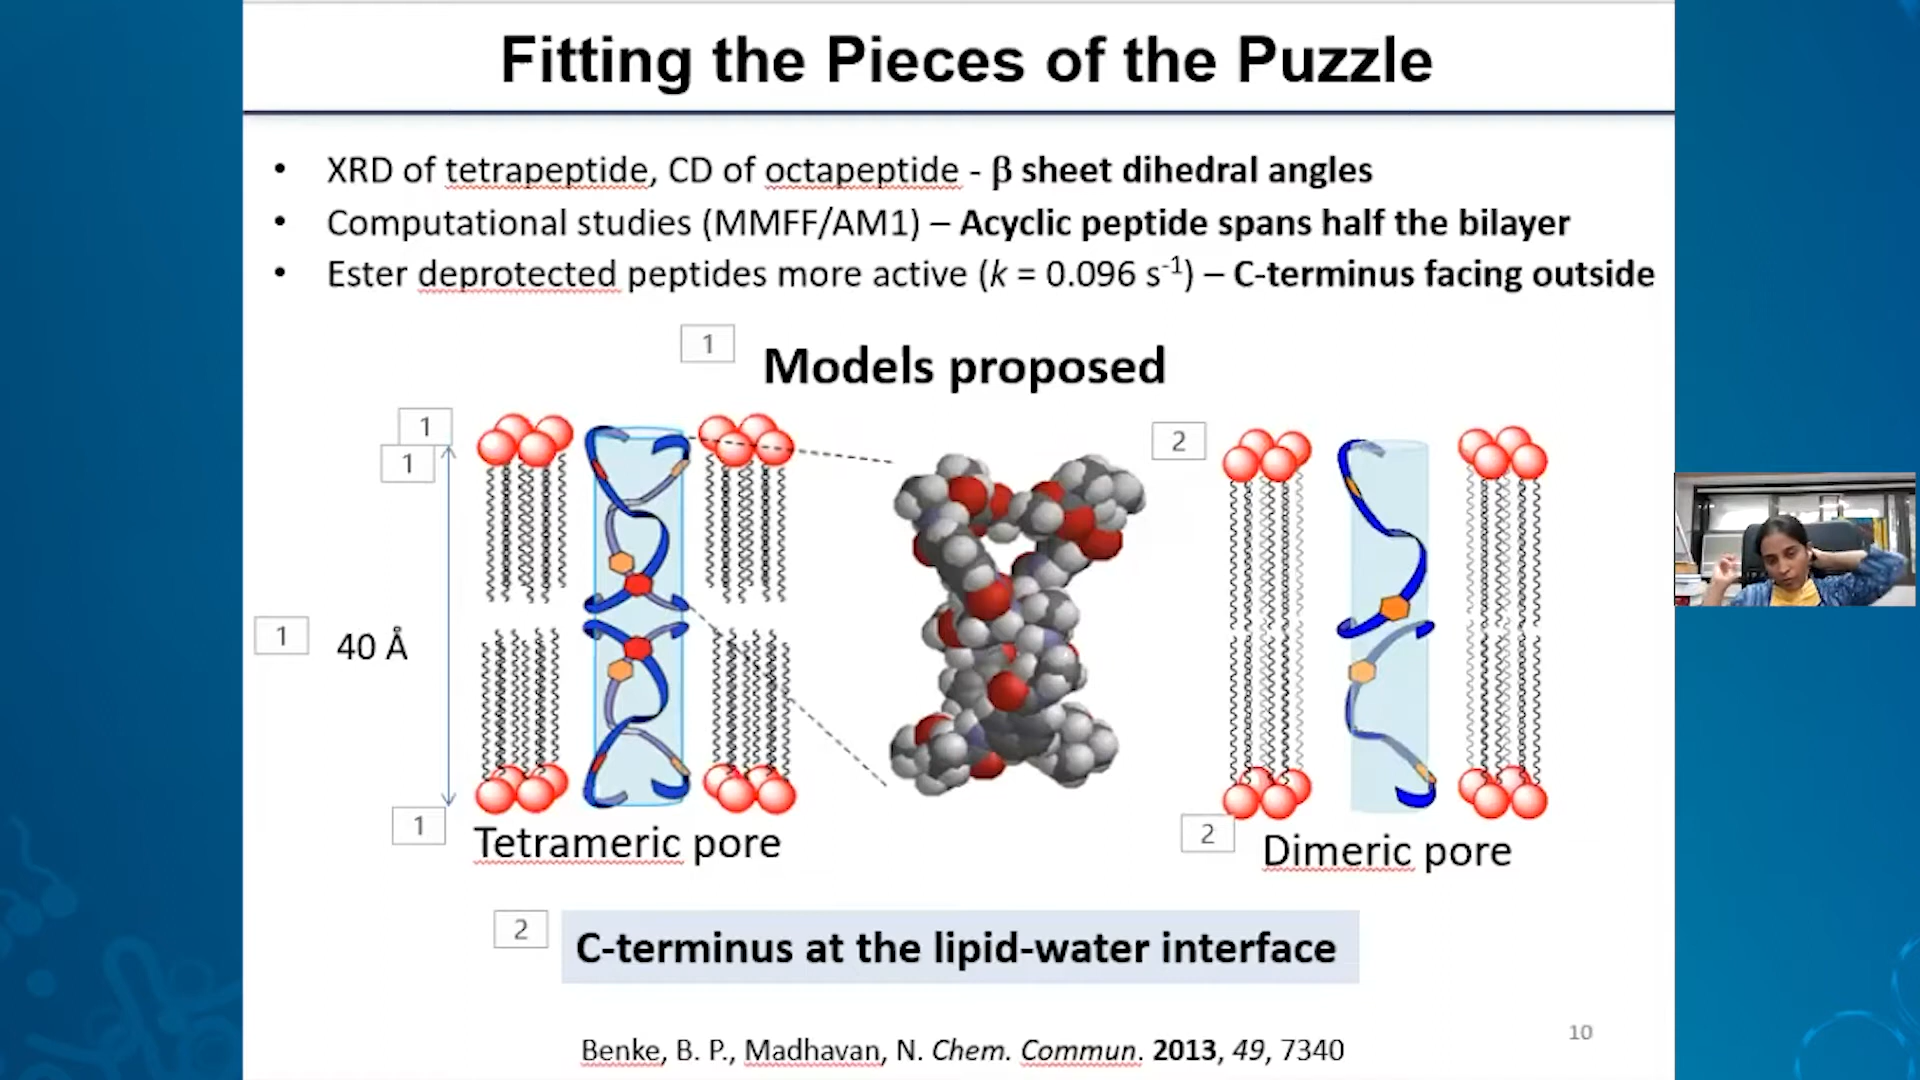 Fitting the Pieces of the Puzzle
• XRD of tetrapeptide, CD of octapeptide - β sheet dihedral angles
• Computational studies (MMFF/AM1) – Acyclic peptide spans half the bilayer
• Ester deprotected peptides more active (k = 0.096 s⁻¹) – C-terminus facing outside
1
Models proposed
1
1
2
1
40 Å
1
2
Tetrameric pore
Dimeric pore
2
C-terminus at the lipid-water interface
10
Benke, B. P., Madhavan, N. Chem. Commun. 2013, 49, 7340